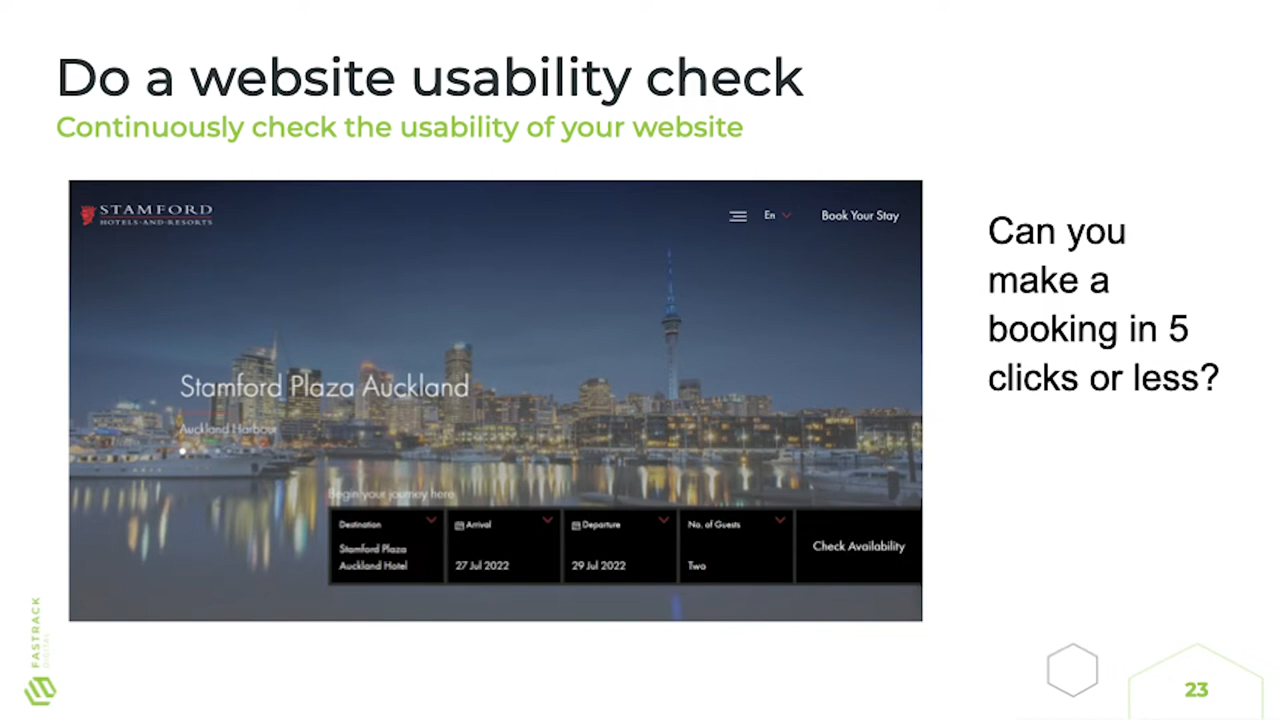 Do a website usability check
Continuously check the usability of your website
STAMFORD
HOTELS-AND-RESORTS
En
Book Your Stay
Can you
make a
booking in 5
clicks or less?
Stamford Plaza Auckland
Auckland Harbour
Begin your journey here
Destination
Stamford Plaza
Auckland Hotel
Arrival
27 Jul 2022
Departure
29 Jul 2022
No. of Guests
Two
Check Availability
FASTRACK
DIGITAL
23